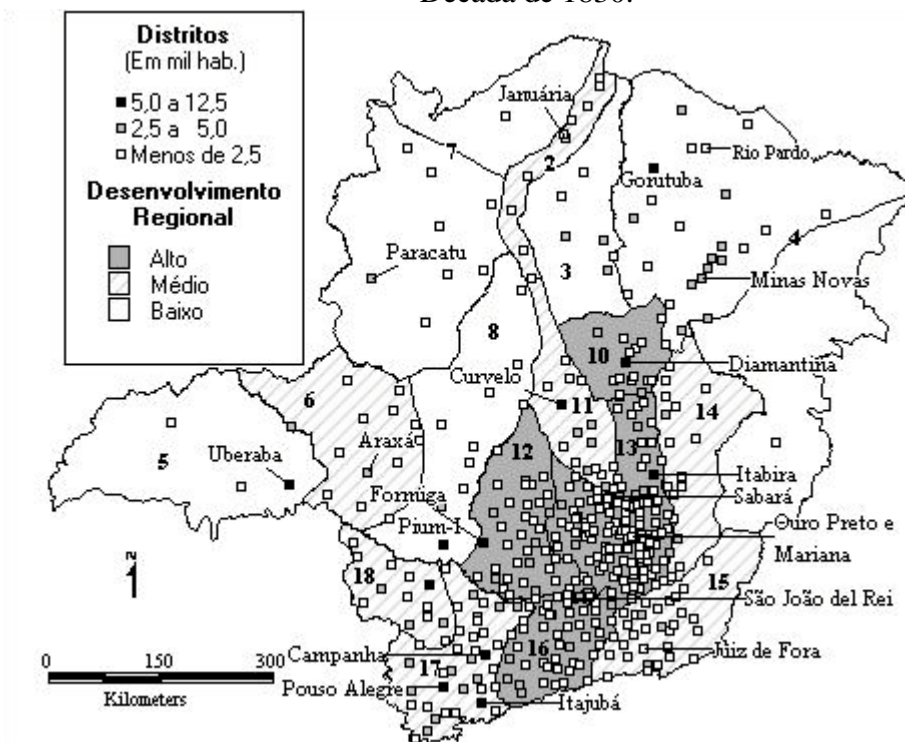 Década de 1830.
Distritos
(Em mil hab.)
5,0 a 12,5
2,5 a 5,0
Menos de 2,5
Desenvolvimento
Regional
Alto
Médio
Baixo
Januária
7
2
Rio Pardo
Gorutuba
4
Paracatu
3
Minas Novas
8
10
Diamantina
Curvelo
11
6
14
5
Araxá
12
13
Uberaba
Itabira
Sabará
Formiga
Pium-I
Ouro Preto e
Mariana
N
18
15
São João del Rei
0 150 300
Kilometers
Campanha
16
Juiz de Fora
17
Pouso Alegre
Itajubá